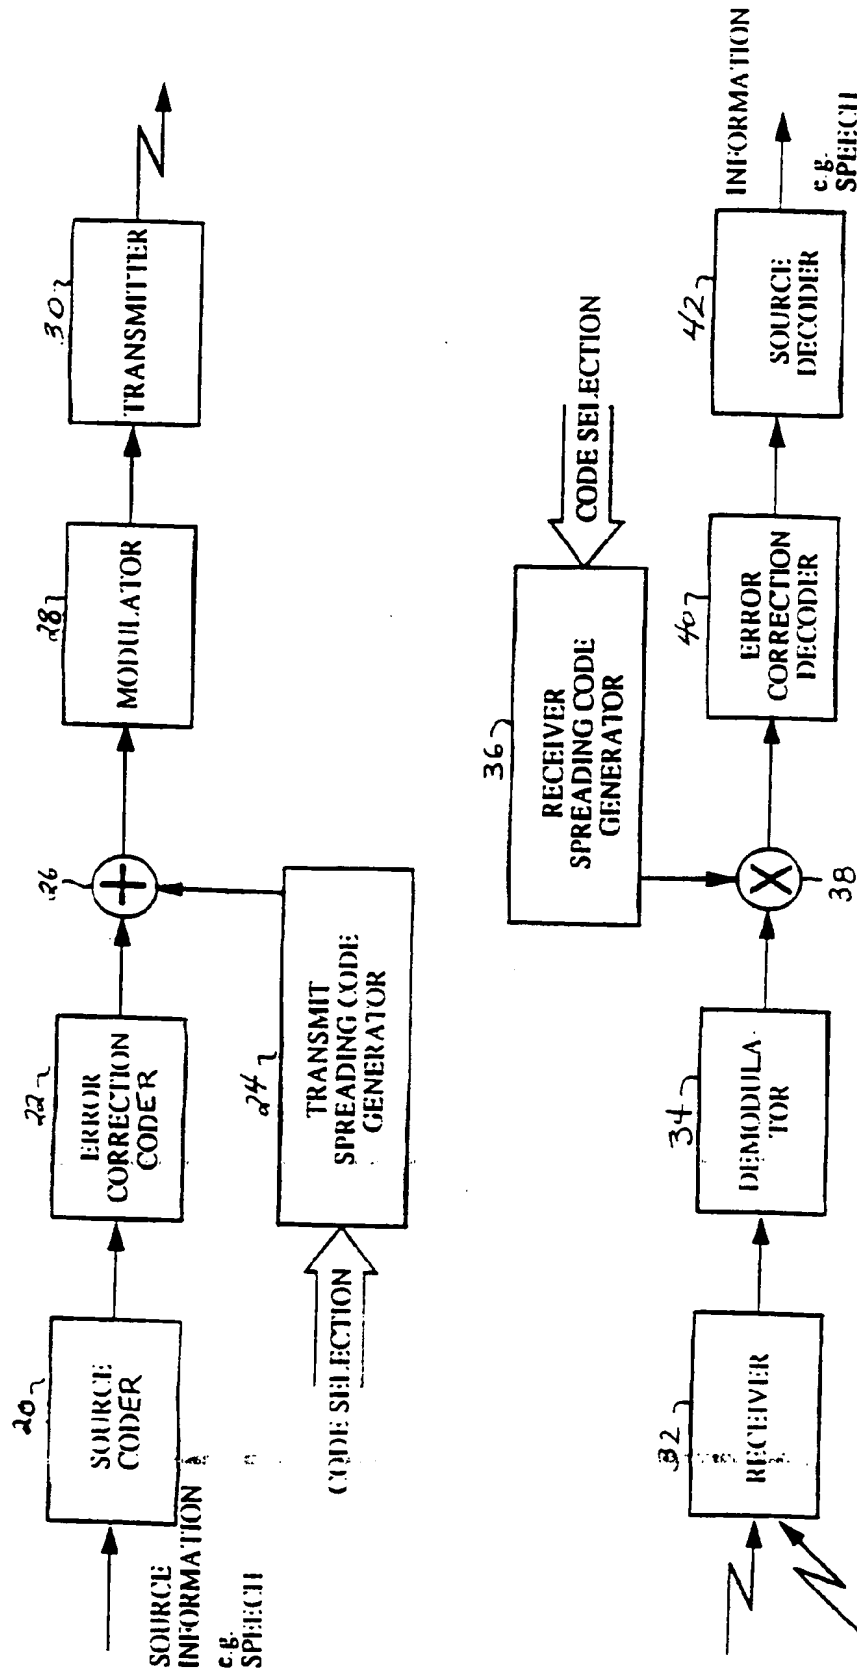 SOURCE
INFORMATION
e.g.
SPEECH
20
SOURCE
CODER
22
ERROR
CORRECTION
CODER
26
+
28
MODULATOR
30
TRANSMITTER
CODE SELECTION
24
TRANSMIT
SPREADING CODE
GENERATOR
32
RECEIVER
34
DEMODULA
TOR
X
38
36
RECEIVER
SPREADING CODE
GENERATOR
CODE SELECTION
40
ERROR
CORRECTION
DECODER
42
SOURCE
DECODER
INFORMATION
e.g.
SPEECH